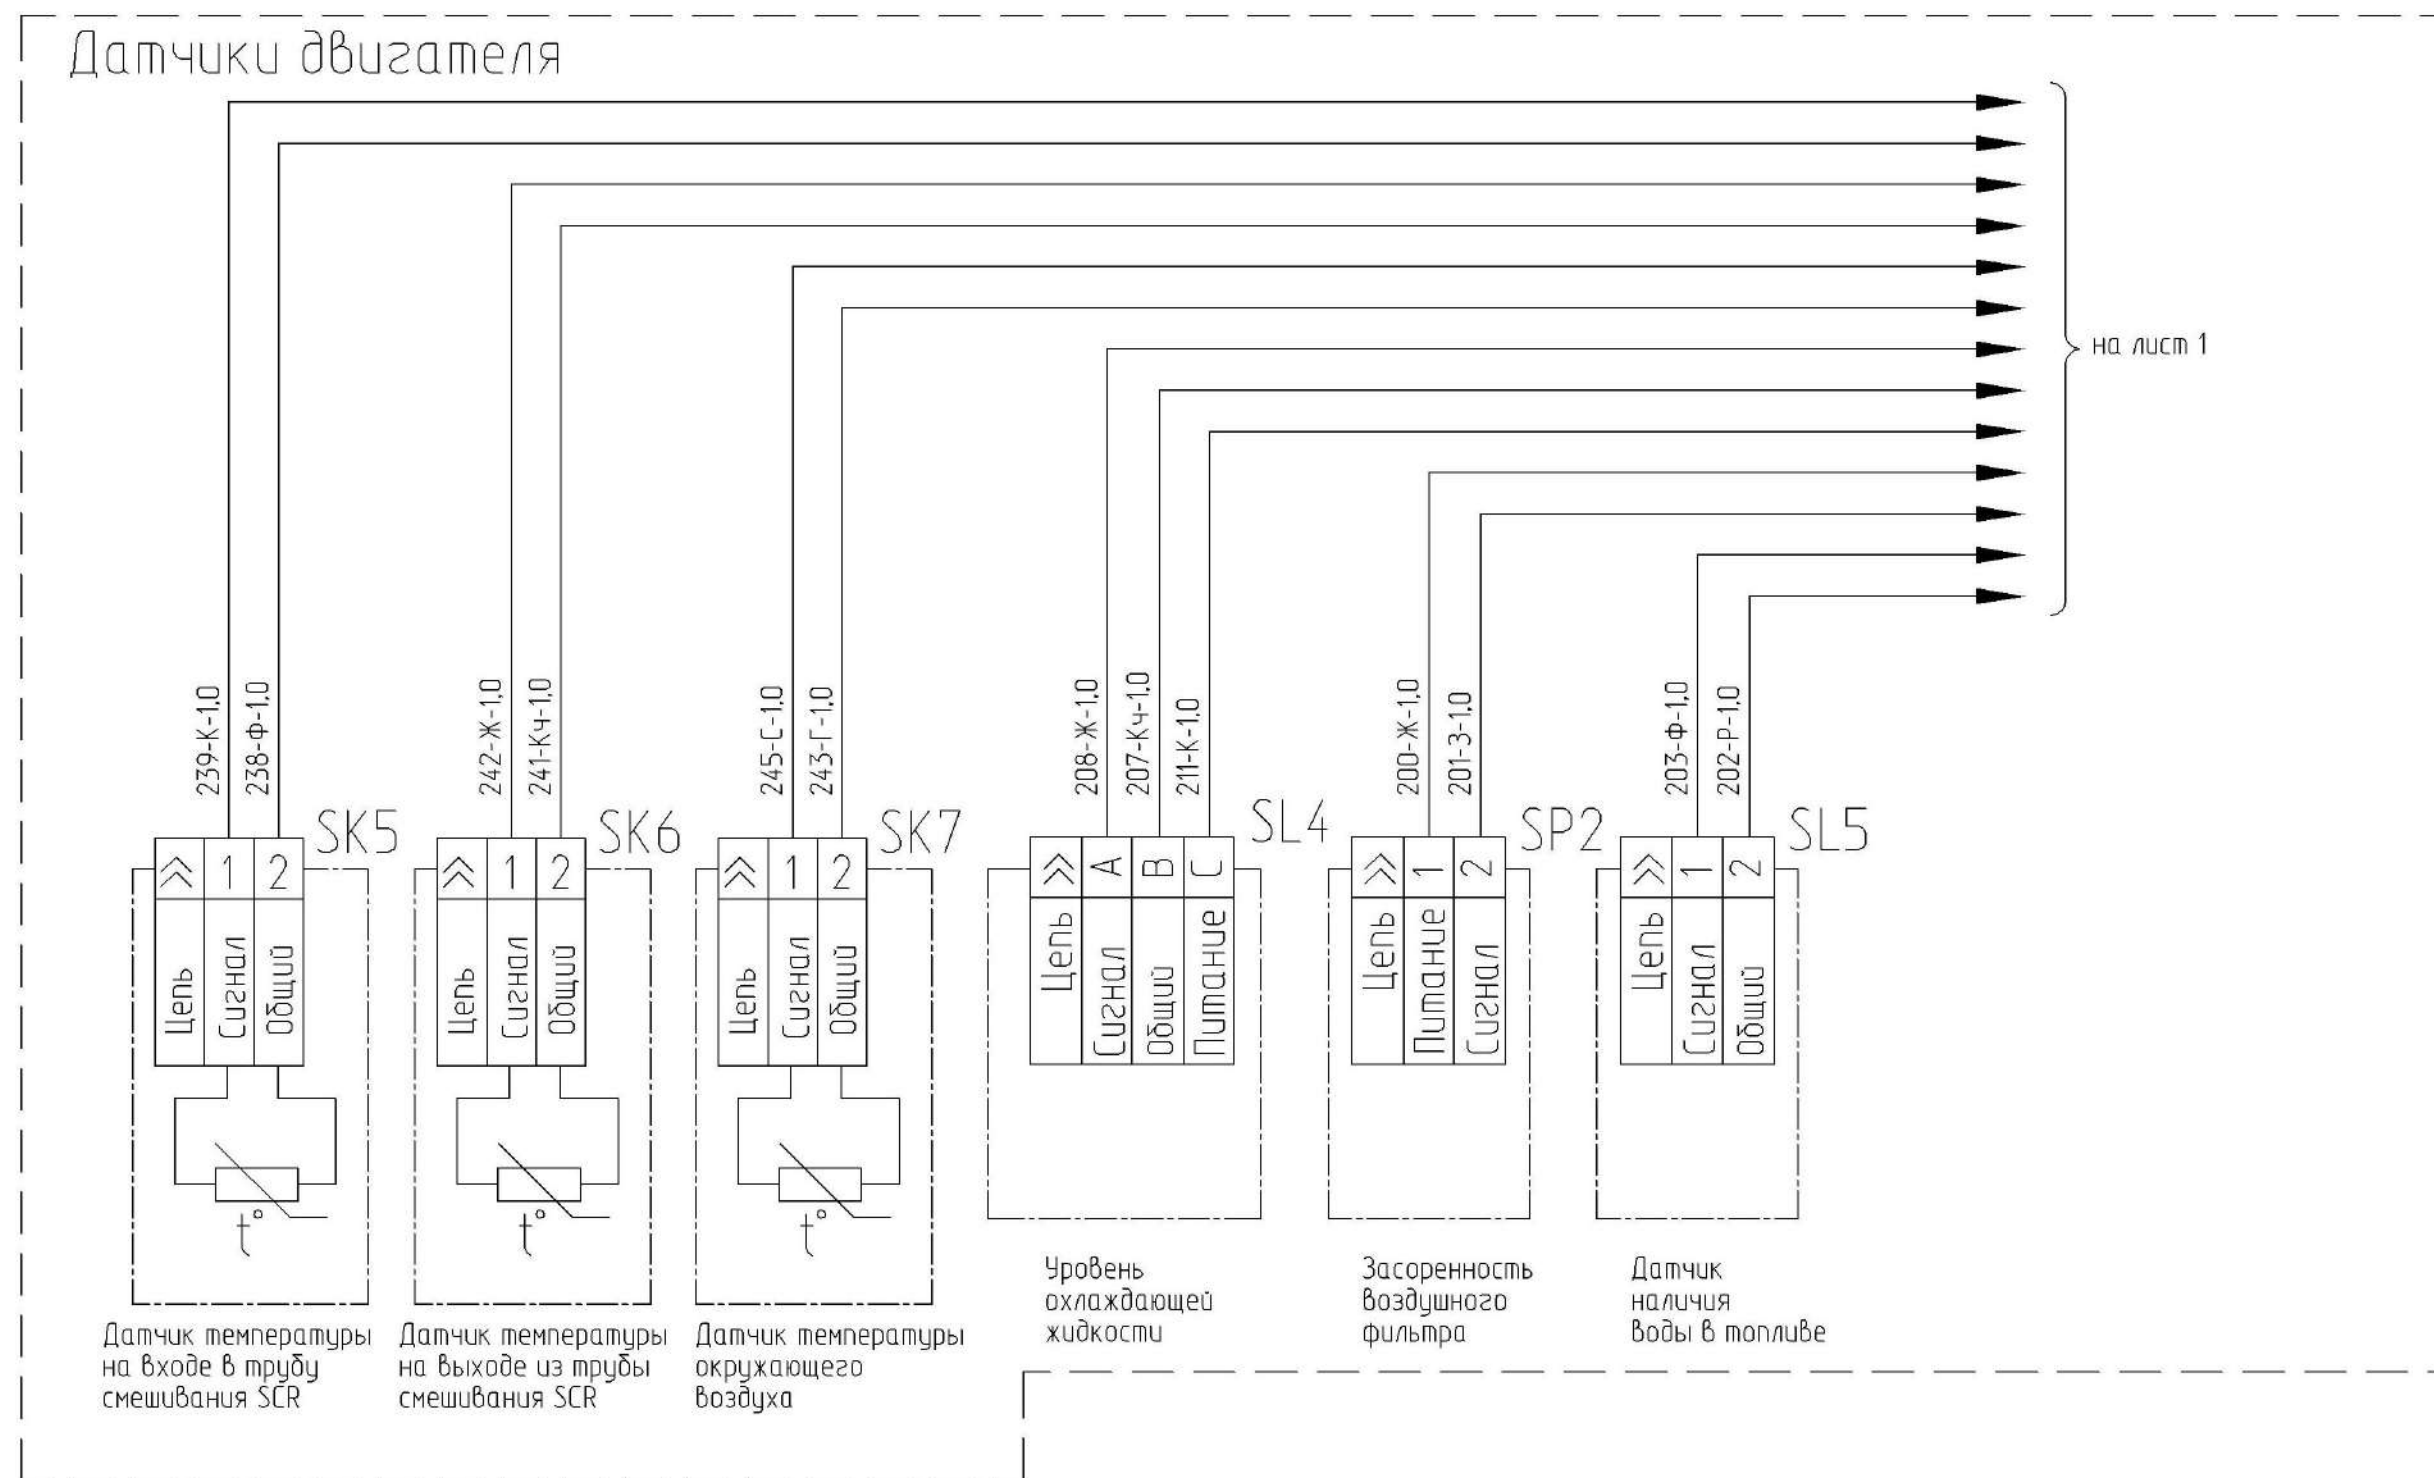 Датчики двигателя
на лист 1
239-К-1,0
238-Ф-1,0
242-Ж-1,0
241-Кч-1,0
245-С-1,0
243-Г-1,0
208-Ж-1,0
207-Кч-1,0
211-К-1,0
200-Ж-1,0
201-З-1,0
203-Ф-1,0
202-Р-1,0
SK5
1
2
Цепь
Сигнал
Общий
t°
Датчик температуры
на входе в трубу
смешивания SCR
SK6
1
2
Цепь
Сигнал
Общий
t°
Датчик температуры
на выходе из трубы
смешивания SCR
SK7
1
2
Цепь
Сигнал
Общий
t°
Датчик температуры
окружающего
воздуха
SL4
A
B
C
Цепь
Сигнал
Общий
Питание
Уровень
охлаждающей
жидкости
SP2
1
2
Цепь
Питание
Сигнал
Засоренность
воздушного
фильтра
SL5
1
2
Цепь
Сигнал
Общий
Датчик
наличия
воды в топливе